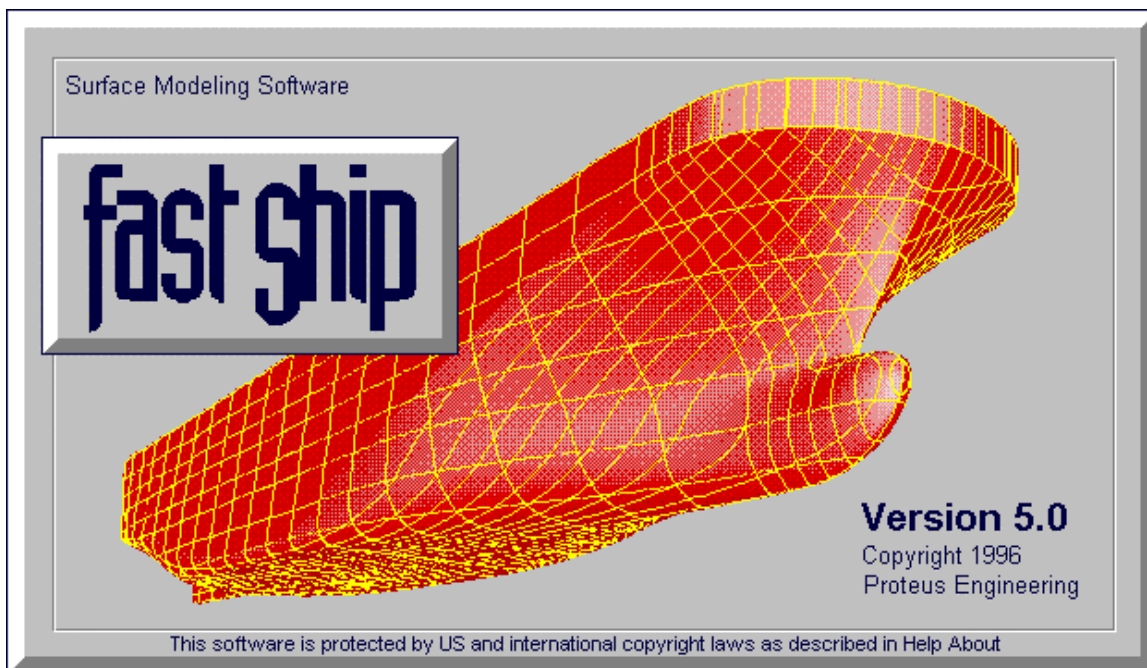 Surface Modeling Software
fast ship
Version 5.0
Copyright 1996
Proteus Engineering
This software is protected by US and international copyright laws as described in Help About